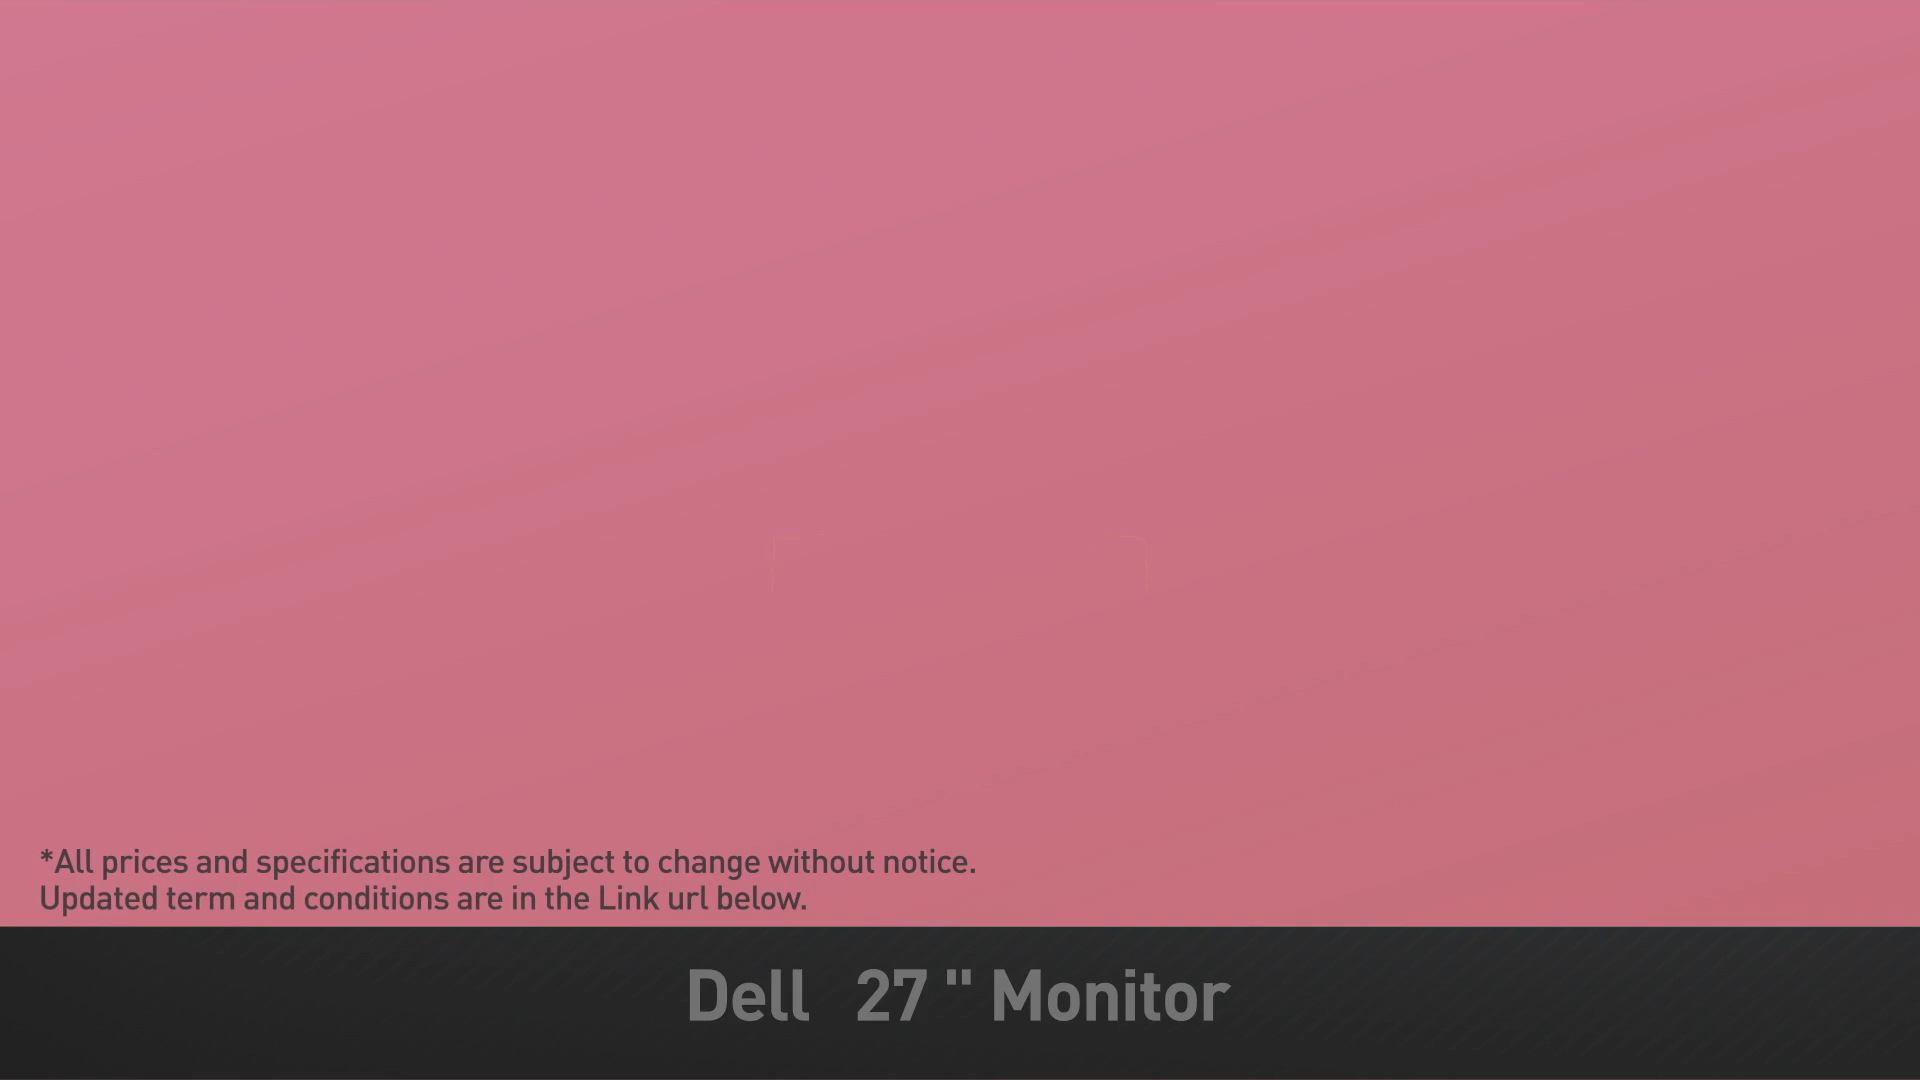 *All prices and specifications are subject to change without notice.
Updated term and conditions are in the Link url below.
Dell 27 " Monitor